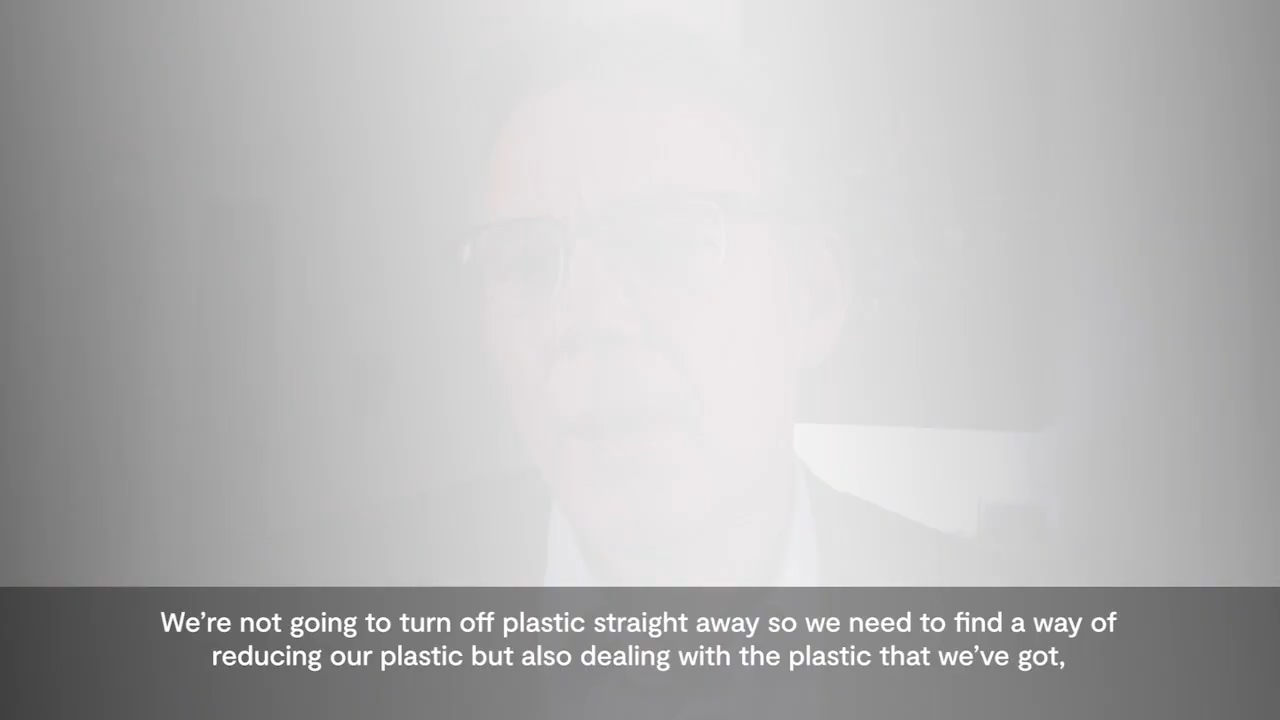 We’re not going to turn off plastic straight away so we need to find a way of
reducing our plastic but also dealing with the plastic that we’ve got,